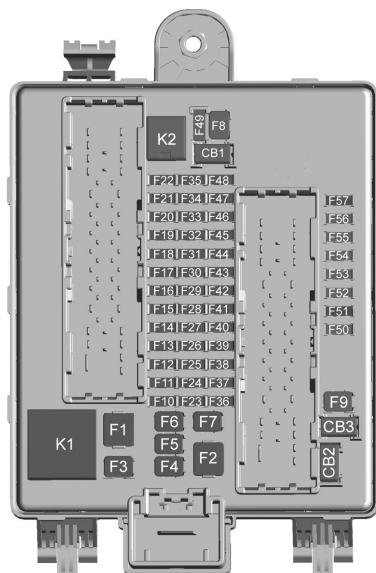 K2 F49 F8
CB1
F22 F35 F48
F21 F34 F47 F57
F20 F33 F46 F56
F19 F32 F45 F55
F18 F31 F44 F54
F17 F30 F43 F53
F16 F29 F42 F52
F15 F28 F41 F51
F14 F27 F40 F50
F13 F26 F39
F12 F25 F38
F11 F24 F37
F10 F23 F36 F9
K1 F1 F6 F7 CB3
F5
F3 F4 F2 CB2